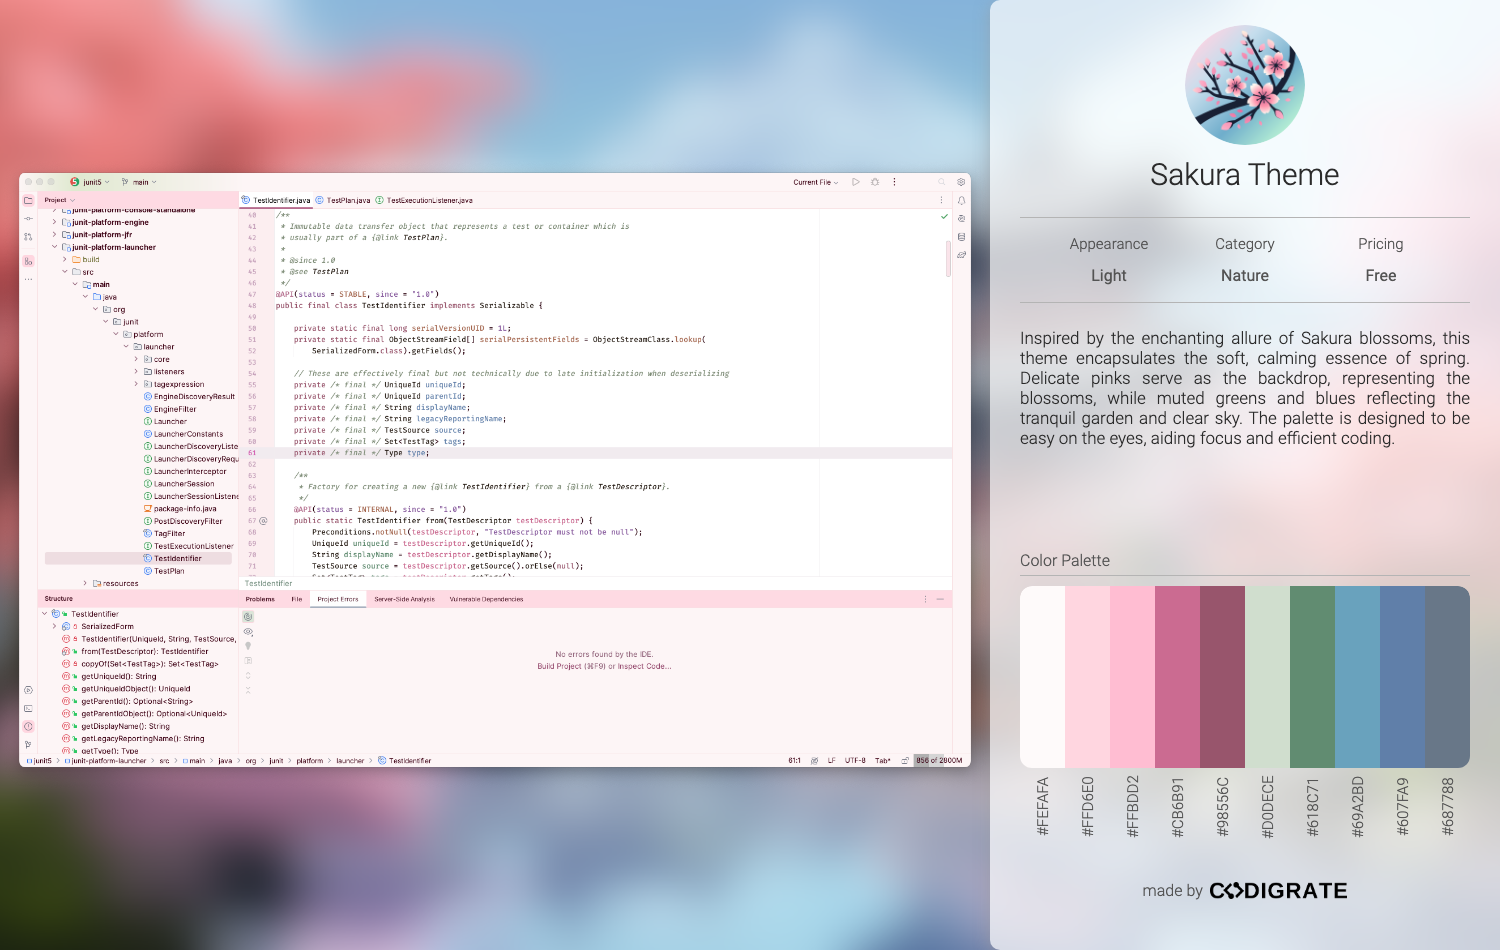 junit5
main
Current File
Project
junit-platform-console-standalone
junit-platform-engine
junit-platform-jfr
junit-platform-launcher
build
src
main
java
org
junit
platform
launcher
core
listeners
tagexpression
EngineDiscoveryResult
EngineFilter
Launcher
LauncherConstants
LauncherDiscoveryListe
LauncherDiscoveryRequ
LauncherInterceptor
LauncherSession
LauncherSessionListene
package-info.java
PostDiscoveryFilter
TagFilter
TestExecutionListener
TestIdentifier
TestPlan
resources
TestIdentifier.java TestPlan.java TestExecutionListener.java
40 /**
41 * Immutable data transfer object that represents a test or container which is
42 * usually part of a {@link TestPlan}.
43 *
44 * @since 1.0
45 * @see TestPlan
46 */
47 @API(status = STABLE, since = "1.0")
48 public final class TestIdentifier implements Serializable {
49
50 private static final long serialVersionUID = 1L;
51 private static final ObjectStreamField[] serialPersistentFields = ObjectStreamClass.lookup(
52 SerializedForm.class).getFields();
53
54 // These are effectively final but not technically due to late initialization when deserializing
55 private /* final */ UniqueId uniqueId;
56 private /* final */ UniqueId parentId;
57 private /* final */ String displayName;
58 private /* final */ String legacyReportingName;
59 private /* final */ TestSource source;
60 private /* final */ Set<TestTag> tags;
61 private /* final */ Type type;
62
63 /**
64 * Factory for creating a new {@link TestIdentifier} from a {@link TestDescriptor}.
65 */
66 @API(status = INTERNAL, since = "1.0")
67 public static TestIdentifier from(TestDescriptor testDescriptor) {
68 Preconditions.notNull(testDescriptor, "TestDescriptor must not be null");
69 UniqueId uniqueId = testDescriptor.getUniqueId();
70 String displayName = testDescriptor.getDisplayName();
71 TestSource source = testDescriptor.getSource().orElse(null);
TestIdentifier
Structure
TestIdentifier
SerializedForm
TestIdentifier(UniqueId, String, TestSource,
from(TestDescriptor): TestIdentifier
copyOf(Set<TestTag>): Set<TestTag>
getUniqueId(): String
getUniqueIdObject(): UniqueId
getParentId(): Optional<String>
getParentIdObject(): Optional<UniqueId>
getDisplayName(): String
getLegacyReportingName(): String
getType(): Type
Problems File Project Errors Server-Side Analysis Vulnerable Dependencies
No errors found by the IDE.
Build Project (⌘F9) or Inspect Code...
junit5 > junit-platform-launcher > src > main > java > org > junit > platform > launcher > TestIdentifier
61:1 LF UTF-8 Tab* 856 of 2800M
Sakura Theme
Appearance Category Pricing
Light Nature Free
Inspired by the enchanting allure of Sakura blossoms, this
theme encapsulates the soft, calming essence of spring.
Delicate pinks serve as the backdrop, representing the
blossoms, while muted greens and blues reflecting the
tranquil garden and clear sky. The palette is designed to be
easy on the eyes, aiding focus and efficient coding.
Color Palette
#FEFAFA
#FFD6E0
#FFBDD2
#CB6B91
#98556C
#D0DECE
#618C71
#69A2BD
#607FA9
#687788
made by CODIGRATE